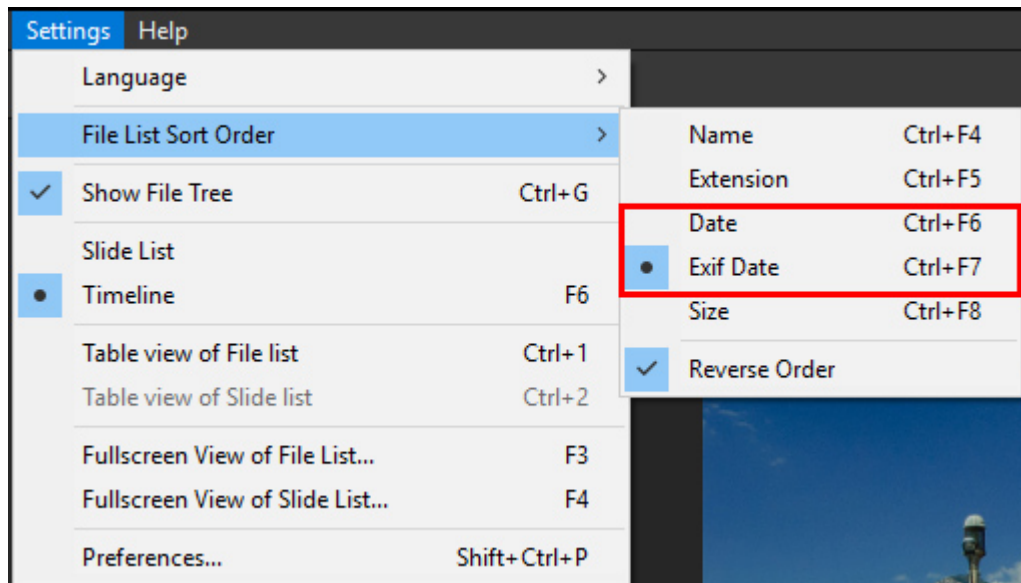 Settings Help
Language
File List Sort Order
Show File Tree Ctrl+G
Slide List
Timeline F6
Table view of File list Ctrl+1
Table view of Slide list Ctrl+2
Fullscreen View of File List... F3
Fullscreen View of Slide List... F4
Preferences... Shift+Ctrl+P
Name Ctrl+F4
Extension Ctrl+F5
Date Ctrl+F6
Exif Date Ctrl+F7
Size Ctrl+F8
Reverse Order